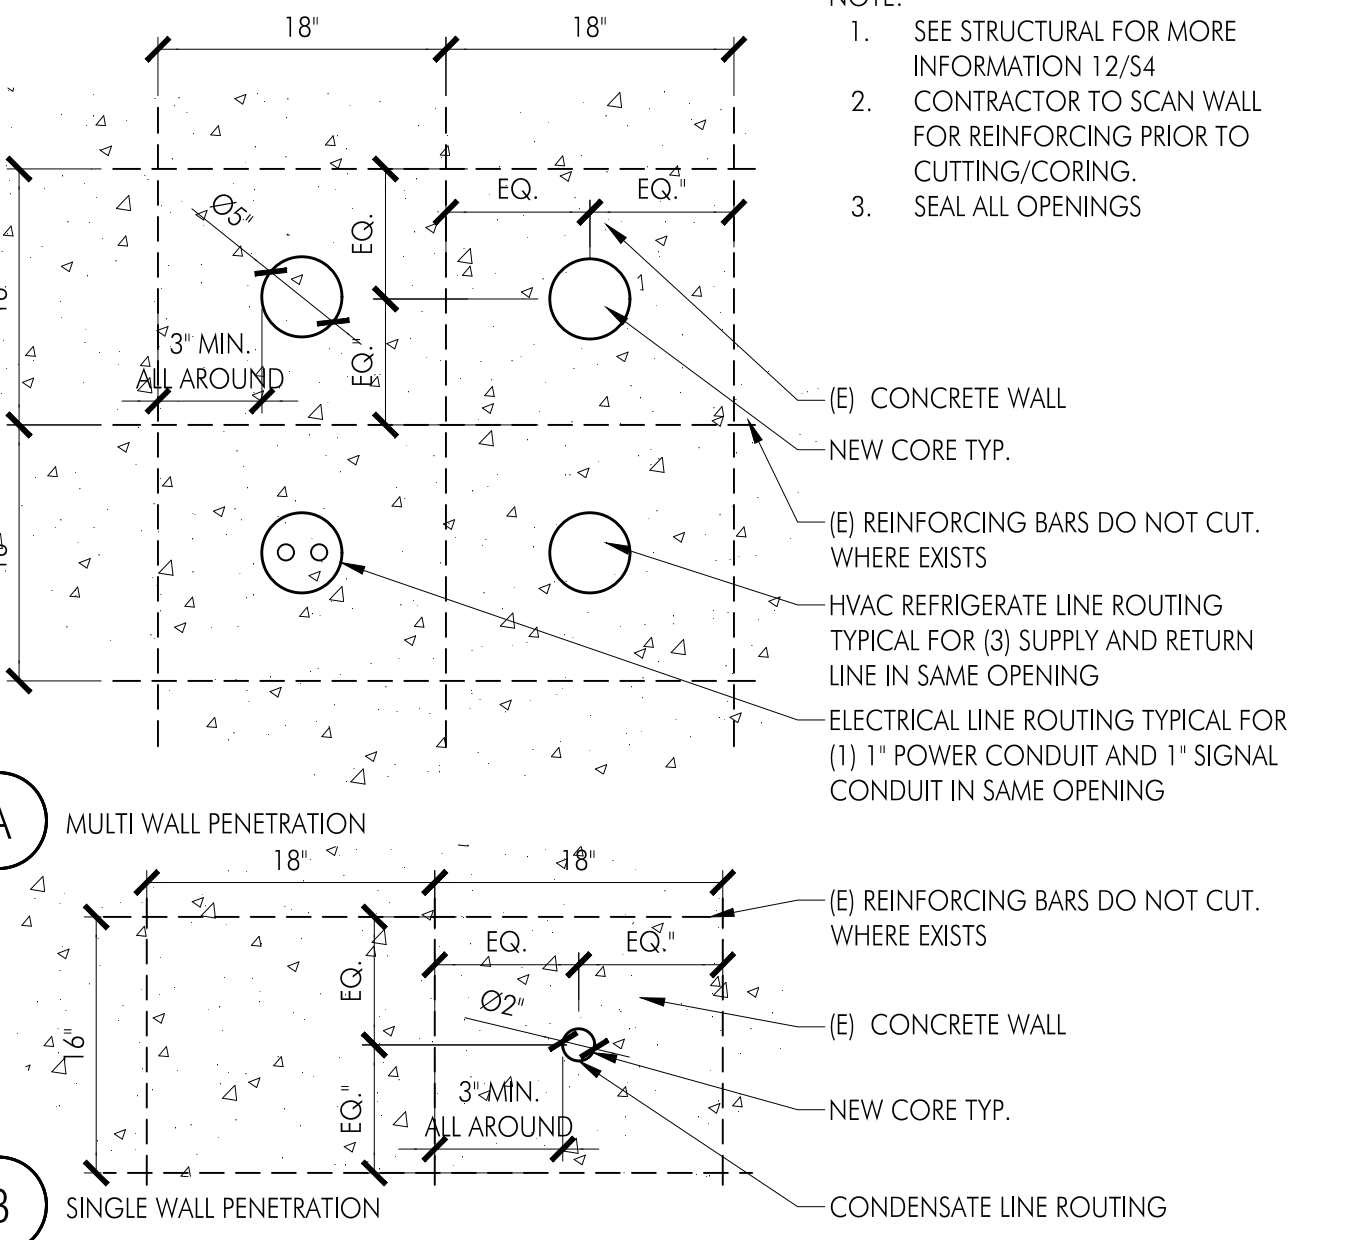 18"
18"
NOTE:
1. SEE STRUCTURAL FOR MORE
INFORMATION 12/S4
2. CONTRACTOR TO SCAN WALL
FOR REINFORCING PRIOR TO
CUTTING/CORING.
3. SEAL ALL OPENINGS
EQ.
EQ."
Ø5"
EQ.
EQ."
3" MIN.
ALL AROUND
(E) CONCRETE WALL
NEW CORE TYP.
(E) REINFORCING BARS DO NOT CUT.
WHERE EXISTS
HVAC REFRIGERATE LINE ROUTING
TYPICAL FOR (3) SUPPLY AND RETURN
LINE IN SAME OPENING
ELECTRICAL LINE ROUTING TYPICAL FOR
(1) 1" POWER CONDUIT AND 1" SIGNAL
CONDUIT IN SAME OPENING
A
MULTI WALL PENETRATION
18"
18"
(E) REINFORCING BARS DO NOT CUT.
WHERE EXISTS
EQ.
EQ."
EQ.
Ø2"
16"
(E) CONCRETE WALL
EQ."
3" MIN.
ALL AROUND
NEW CORE TYP.
B
SINGLE WALL PENETRATION
CONDENSATE LINE ROUTING